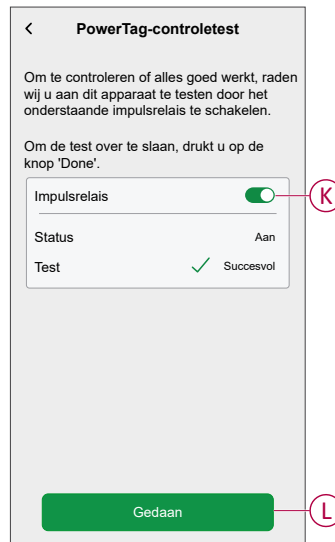 PowerTag-controletest
Om te controleren of alles goed werkt, raden
wij u aan dit apparaat te testen door het
onderstaande impulsrelais te schakelen.
Om de test over te slaan, drukt u op de
knop 'Done'.
Impulsrelais
K
Status Aan
Test Succesvol
Gedaan
L